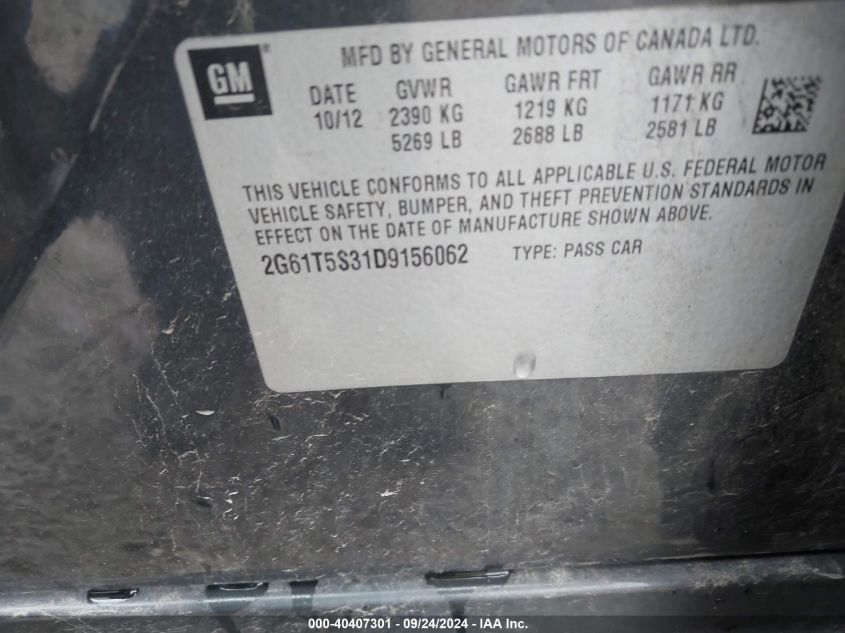 GM ®
MFD BY GENERAL MOTORS OF CANADA LTD.
DATE GVWR GAWR FRT GAWR RR
10/12 2390 KG 1219 KG 1171 KG
5269 LB 2688 LB 2581 LB
THIS VEHICLE CONFORMS TO ALL APPLICABLE U.S. FEDERAL MOTOR
VEHICLE SAFETY, BUMPER, AND THEFT PREVENTION STANDARDS IN
EFFECT ON THE DATE OF MANUFACTURE SHOWN ABOVE.
2G61T5S31D9156062 TYPE: PASS CAR
000-40407301 - 09/24/2024 - IAA Inc.